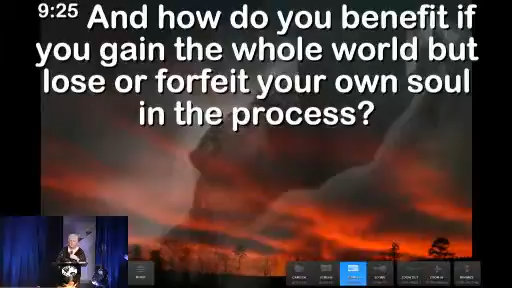 9:25 And how do you benefit if
you gain the whole world but
lose or forfeit your own soul
in the process?